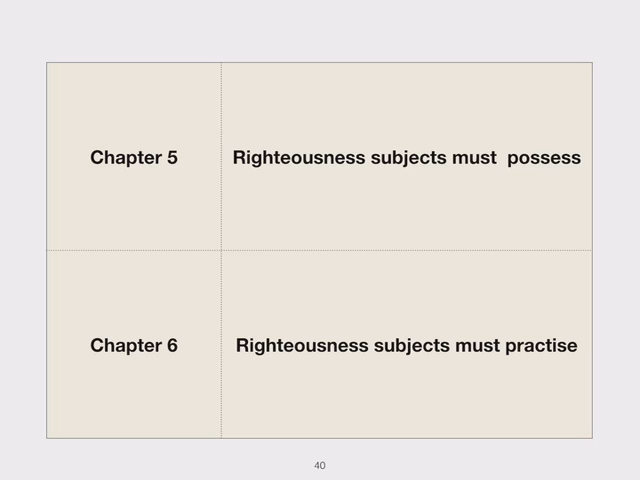 Chapter 5
Righteousness subjects must  possess
Chapter 6
Righteousness subjects must practise
40